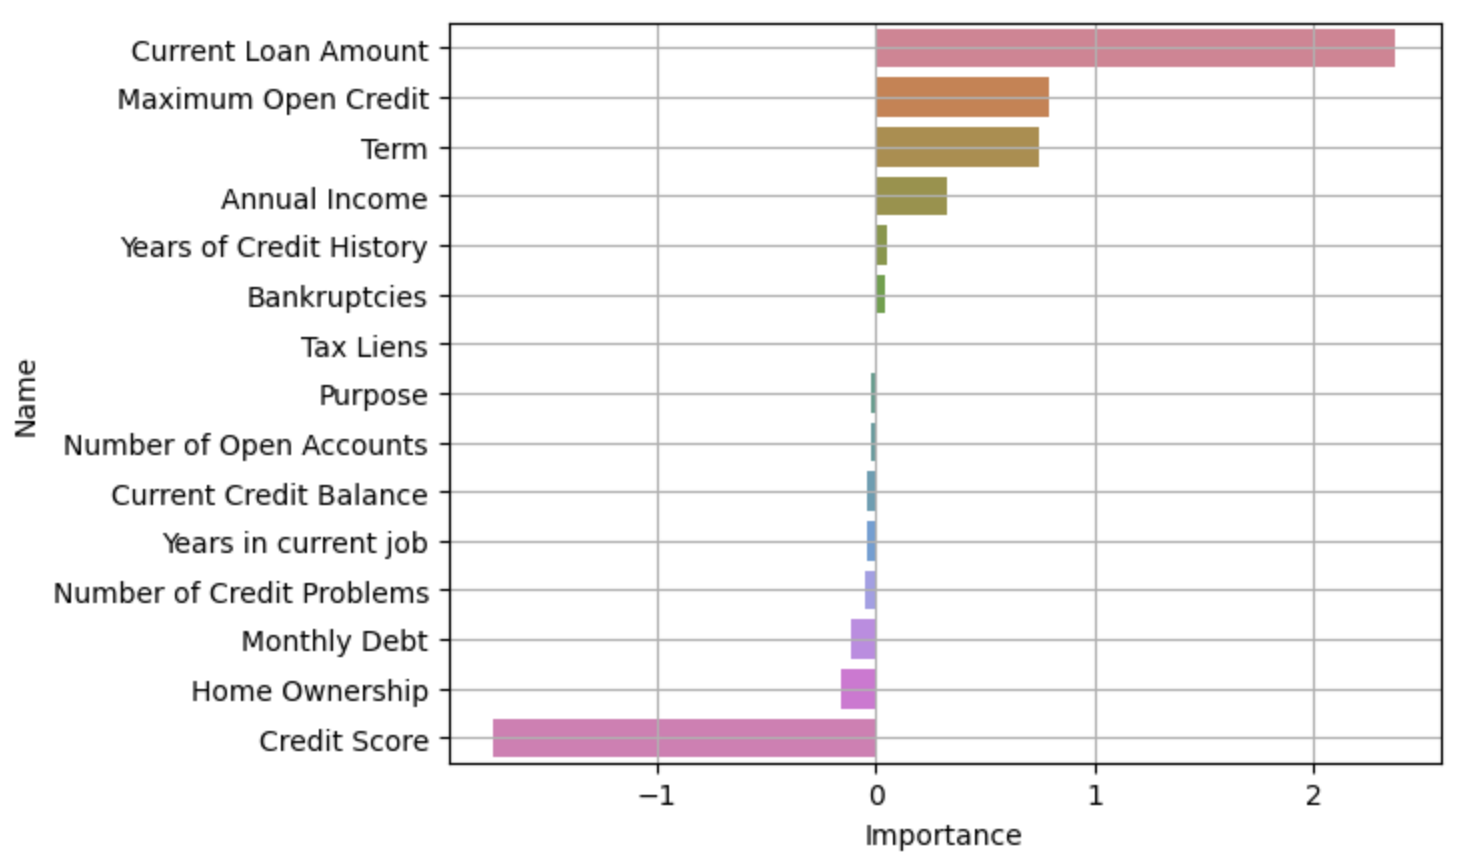 Current Loan Amount
Maximum Open Credit
Term
Annual Income
Years of Credit History
Bankruptcies
Tax Liens
Purpose
Number of Open Accounts
Current Credit Balance
Years in current job
Number of Credit Problems
Monthly Debt
Home Ownership
Credit Score
Name
−1 0 1 2
Importance